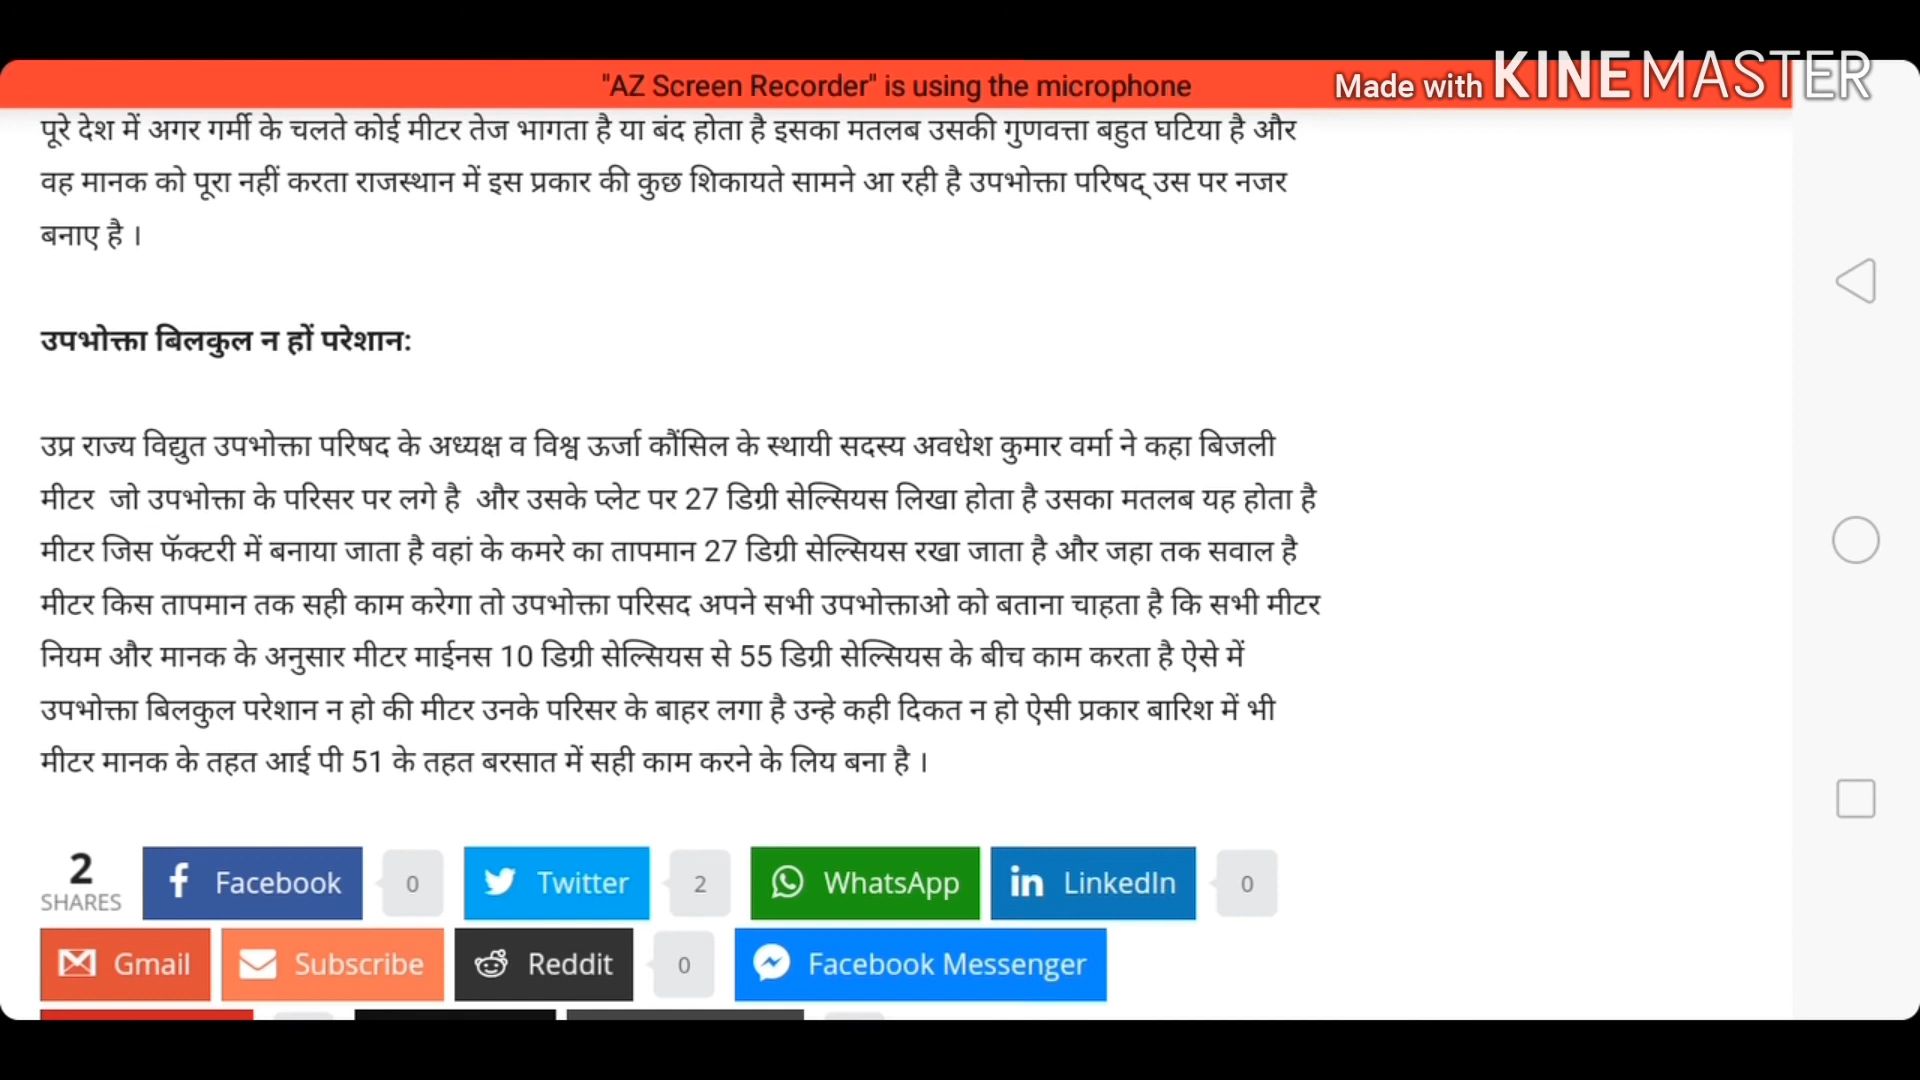 "AZ Screen Recorder" is using the microphone
Made with KINEMASTER
पूरे देश में अगर गर्मी के चलते कोई मीटर तेज भागता है या बंद होता है इसका मतलब उसकी गुणवत्ता बहुत घटिया है और
वह मानक को पूरा नहीं करता राजस्थान में इस प्रकार की कुछ शिकायते सामने आ रही है उपभोक्ता परिषद् उस पर नजर
बनाए है ।
उपभोक्ता बिलकुल न हों परेशान:
उप्र राज्य विद्युत उपभोक्ता परिषद के अध्यक्ष व विश्व ऊर्जा कौंसिल के स्थायी सदस्य अवधेश कुमार वर्मा ने कहा बिजली
मीटर जो उपभोक्ता के परिसर पर लगे है और उसके प्लेट पर 27 डिग्री सेल्सियस लिखा होता है उसका मतलब यह होता है
मीटर जिस फॅक्टरी में बनाया जाता है वहां के कमरे का तापमान 27 डिग्री सेल्सियस रखा जाता है और जहा तक सवाल है
मीटर किस तापमान तक सही काम करेगा तो उपभोक्ता परिसद अपने सभी उपभोक्ताओ को बताना चाहता है कि सभी मीटर
नियम और मानक के अनुसार मीटर माईनस 10 डिग्री सेल्सियस से 55 डिग्री सेल्सियस के बीच काम करता है ऐसे में
उपभोक्ता बिलकुल परेशान न हो की मीटर उनके परिसर के बाहर लगा है उन्हे कही दिकत न हो ऐसी प्रकार बारिश में भी
मीटर मानक के तहत आई पी 51 के तहत बरसात में सही काम करने के लिय बना है ।
2 Facebook 0 Twitter 2 WhatsApp LinkedIn 0
SHARES
Gmail Subscribe Reddit 0 Facebook Messenger